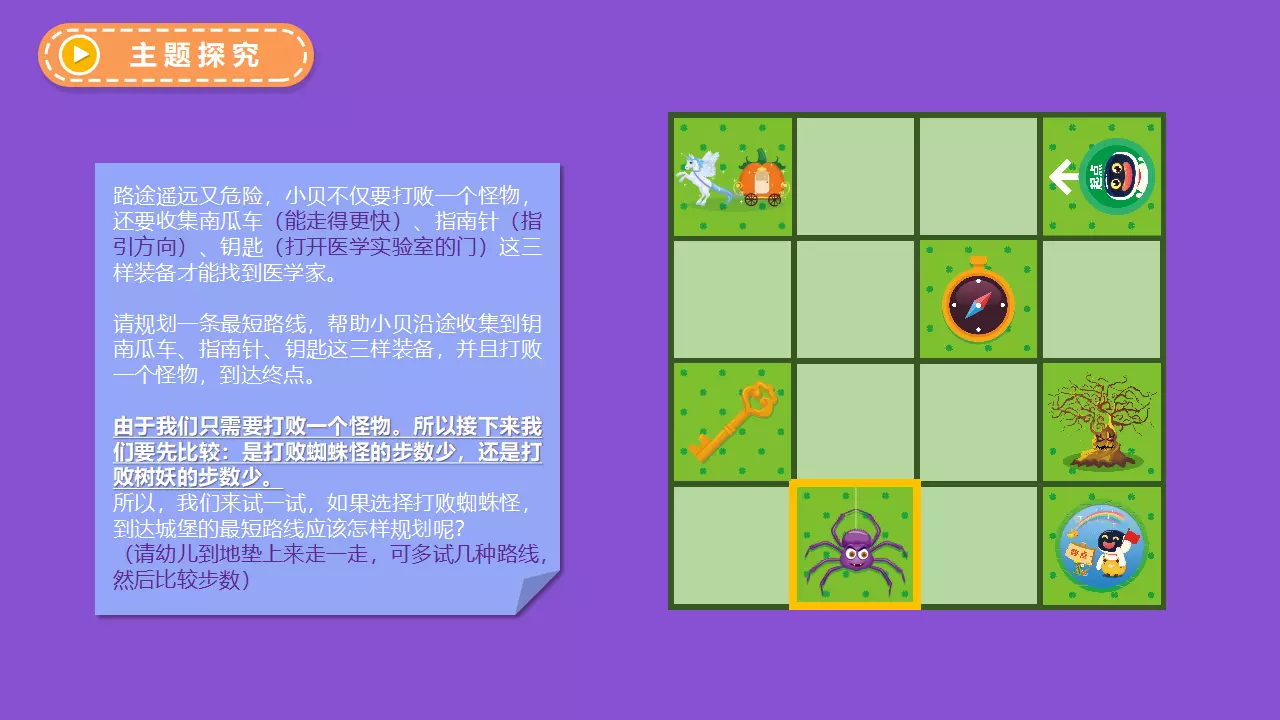 主题探究
路途遥远又危险，小贝不仅要打败一个怪物，
还要收集南瓜车（能走得更快）、指南针（指
引方向）、钥匙（打开医学实验室的门）这三
样装备才能找到医学家。
请规划一条最短路线，帮助小贝沿途收集到钥
南瓜车、指南针、钥匙这三样装备，并且打败
一个怪物，到达终点。
由于我们只需要打败一个怪物。所以接下来我
们要先比较：是打败蜘蛛怪的步数少，还是打
败树妖的步数少。
所以，我们来试一试，如果选择打败蜘蛛怪，
到达城堡的最短路线应该怎样规划呢？
（请幼儿到地垫上来走一走，可多试几种路线，
然后比较步数）
起点
终点